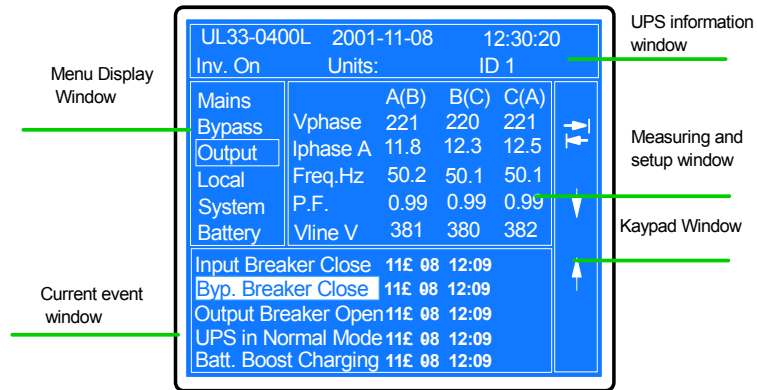 UL33-0400L 2001-11-08 12:30:20
Inv. On Units: ID 1
UPS information
window
Menu Display
Window
Mains
Bypass
Output
Local
System
Battery
A(B) B(C) C(A)
Vphase 221 220 221
Iphase A 11.8 12.3 12.5
Freq.Hz 50.2 50.1 50.1
P.F. 0.99 0.99 0.99
Vline V 381 380 382
Measuring and
setup window
Kaypad Window
Current event
window
Input Breaker Close 11£ 08 12:09
Byp. Breaker Close 11£ 08 12:09
Output Breaker Open 11£ 08 12:09
UPS in Normal Mode 11£ 08 12:09
Batt. Boost Charging 11£ 08 12:09